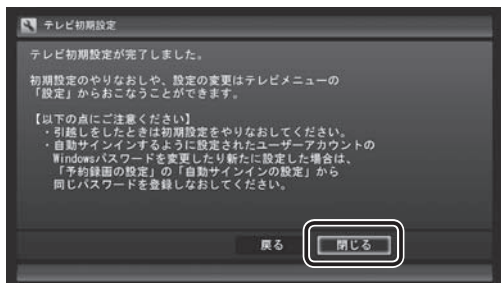 テレビ初期設定
テレビ初期設定が完了しました。
初期設定のやりなおしや、設定の変更はテレビメニューの
「設定」からおこなうことができます。
【以下の点にご注意ください】
・引越しをしたときは初期設定をやりなおしてください。
・自動サインインするように設定されたユーザーアカウントの
Windowsパスワードを変更したり新たに設定した場合は、
「予約録画の設定」の「自動サインインの設定」から
同じパスワードを登録しなおしてください。
戻る 閉じる